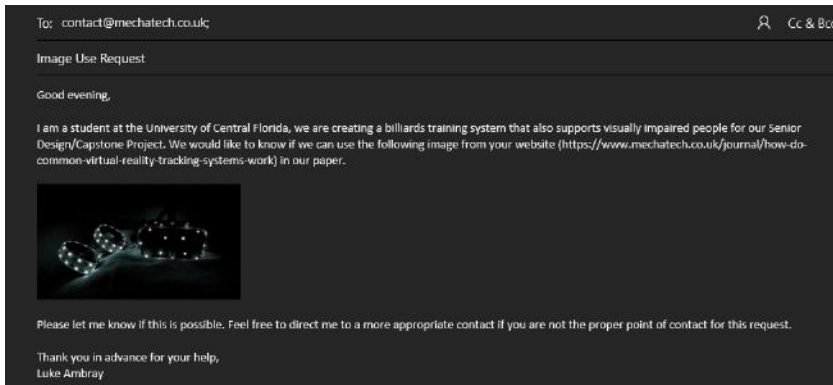 To: contact@mechatech.co.uk;
Cc & Bcc
Image Use Request
Good evening,
I am a student at the University of Central Florida, we are creating a billiards training system that also supports visually impaired people for our Senior
Design/Capstone Project. We would like to know if we can use the following image from your website (https://www.mechatech.co.uk/journal/how-do-
common-virtual-reality-tracking-systems-work) in our paper.
Please let me know if this is possible. Feel free to direct me to a more appropriate contact if you are not the proper point of contact for this request.
Thank you in advance for your help,
Luke Ambray